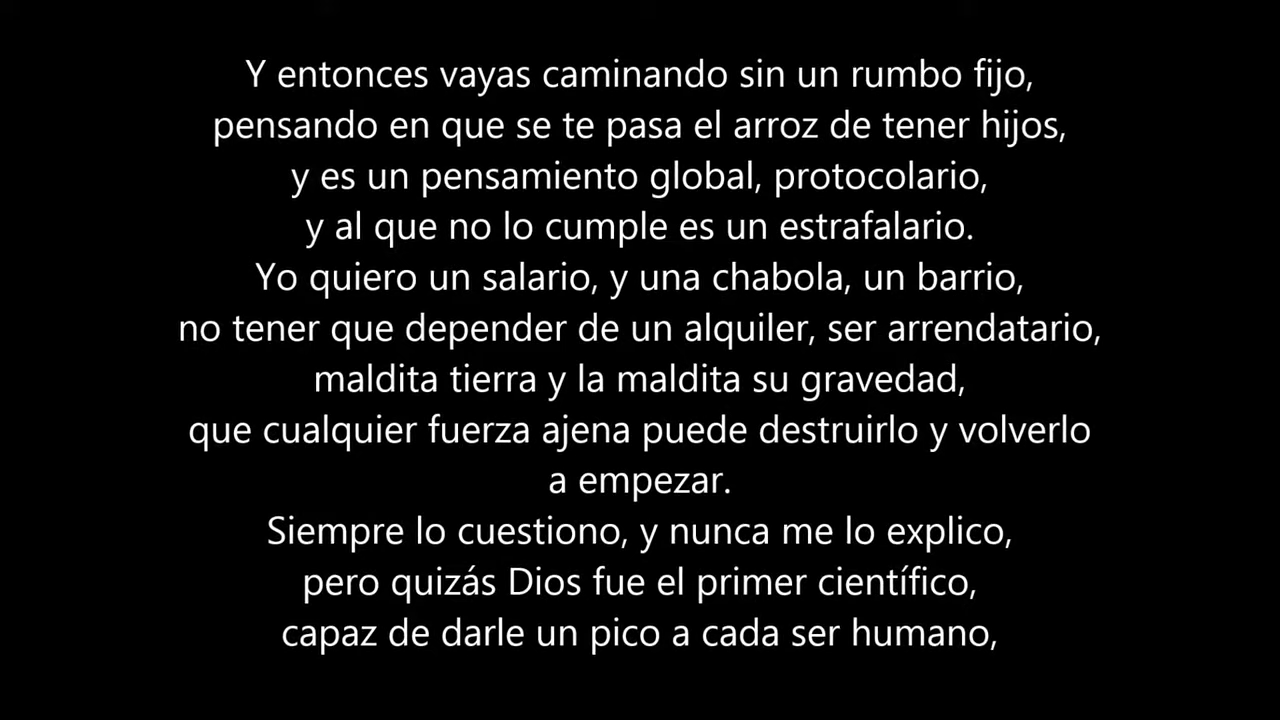 Y entonces vayas caminando sin un rumbo fijo,
pensando en que se te pasa el arroz de tener hijos,
y es un pensamiento global, protocolario,
y al que no lo cumple es un estrafalario.
Yo quiero un salario, y una chabola, un barrio,
no tener que depender de un alquiler, ser arrendatario,
maldita tierra y la maldita su gravedad,
que cualquier fuerza ajena puede destruirlo y volverlo
a empezar.
Siempre lo cuestiono, y nunca me lo explico,
pero quizás Dios fue el primer científico,
capaz de darle un pico a cada ser humano,